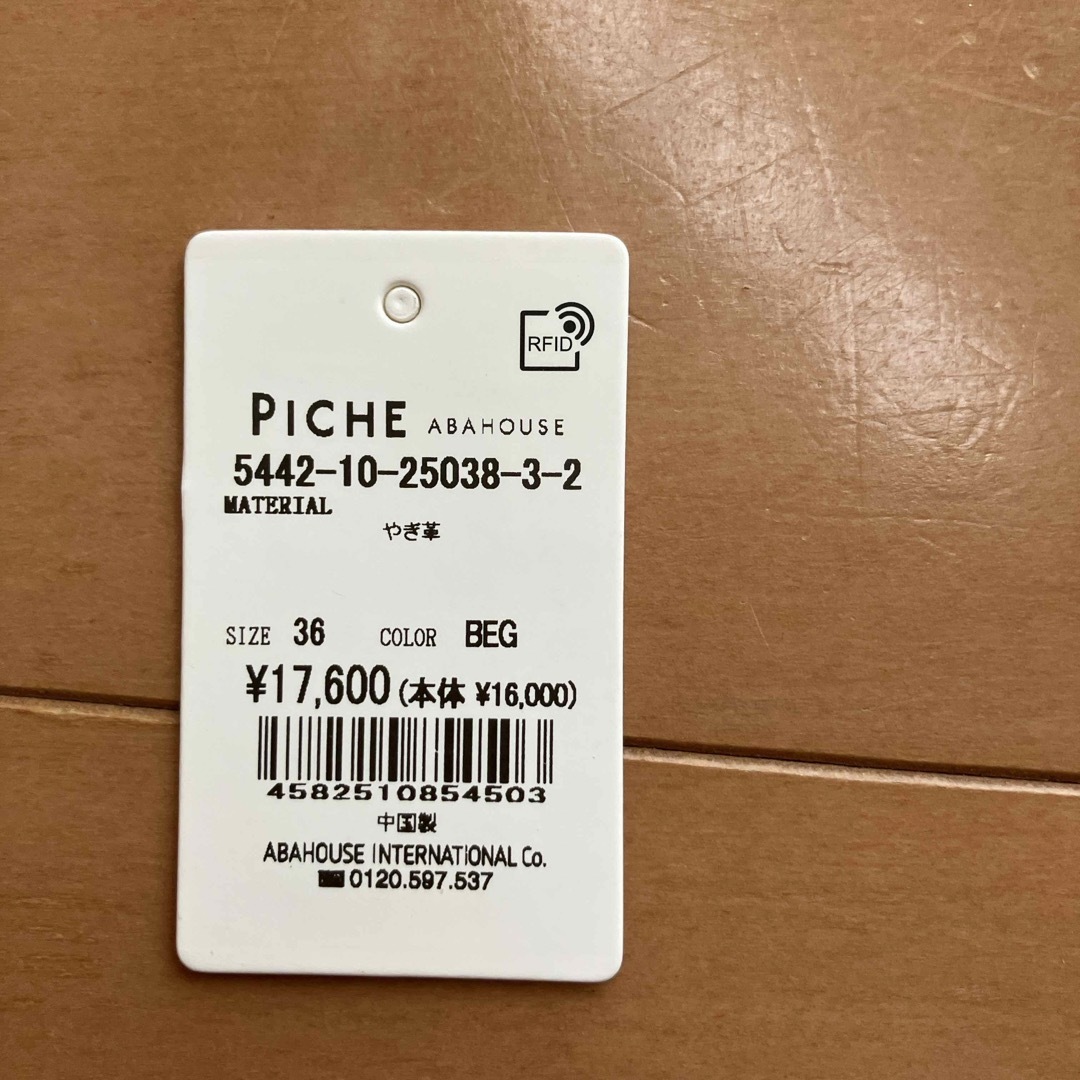 RFID
PICHE ABAHOUSE
5442-10-25038-3-2
MATERIAL
やぎ革
SIZE 36 COLOR BEG
¥17,600(本体 ¥16,000)
4582510854503
中国製
ABAHOUSE INTERNATIONAL Co.
0120.597.537